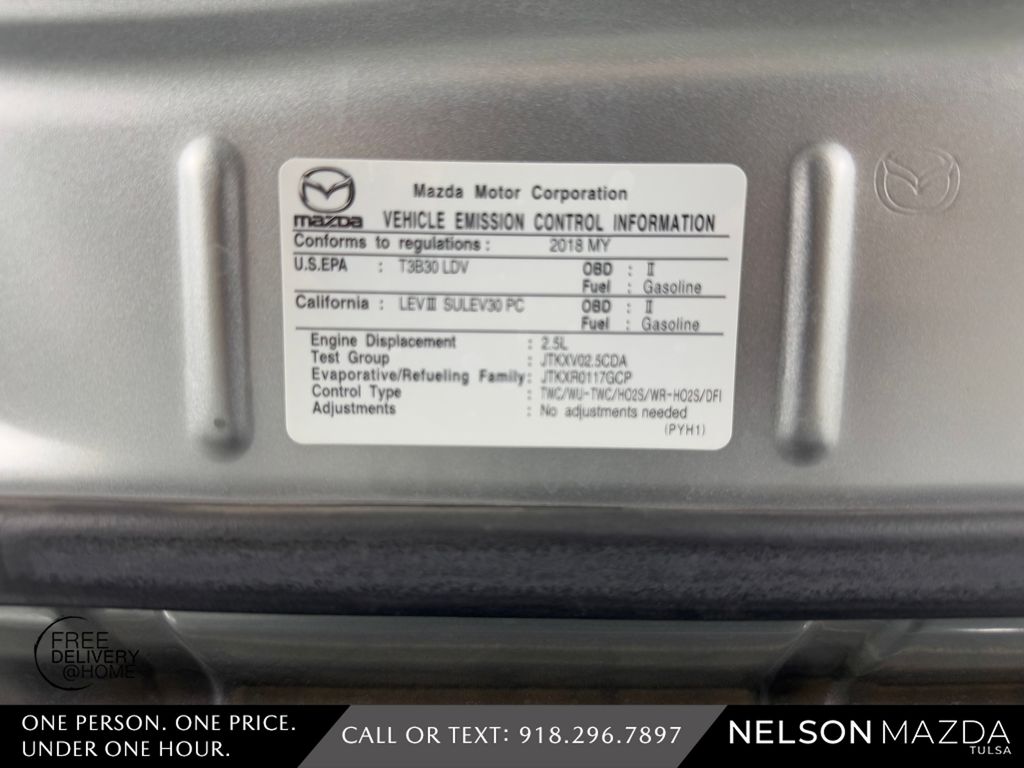 Mazda Motor Corporation
mazda VEHICLE EMISSION CONTROL INFORMATION
Conforms to regulations : 2018 MY
U.S.EPA : T3B30 LDV OBD : II
Fuel : Gasoline
California : LEVIII SULEV30 PC OBD : II
Fuel : Gasoline
Engine Displacement : 2.5L
Test Group : JTKXV02.5CDA
Evaporative/Refueling Family: JTKXR0117GCP
Control Type : TWC/WU-TWC/HO2S/WR-HO2S/DFI
Adjustments : No adjustments needed
(PYH1)
FREE
DELIVERY
@HOME
ONE PERSON. ONE PRICE.
UNDER ONE HOUR.
CALL OR TEXT: 918.296.7897
NELSON MAZDA
TULSA